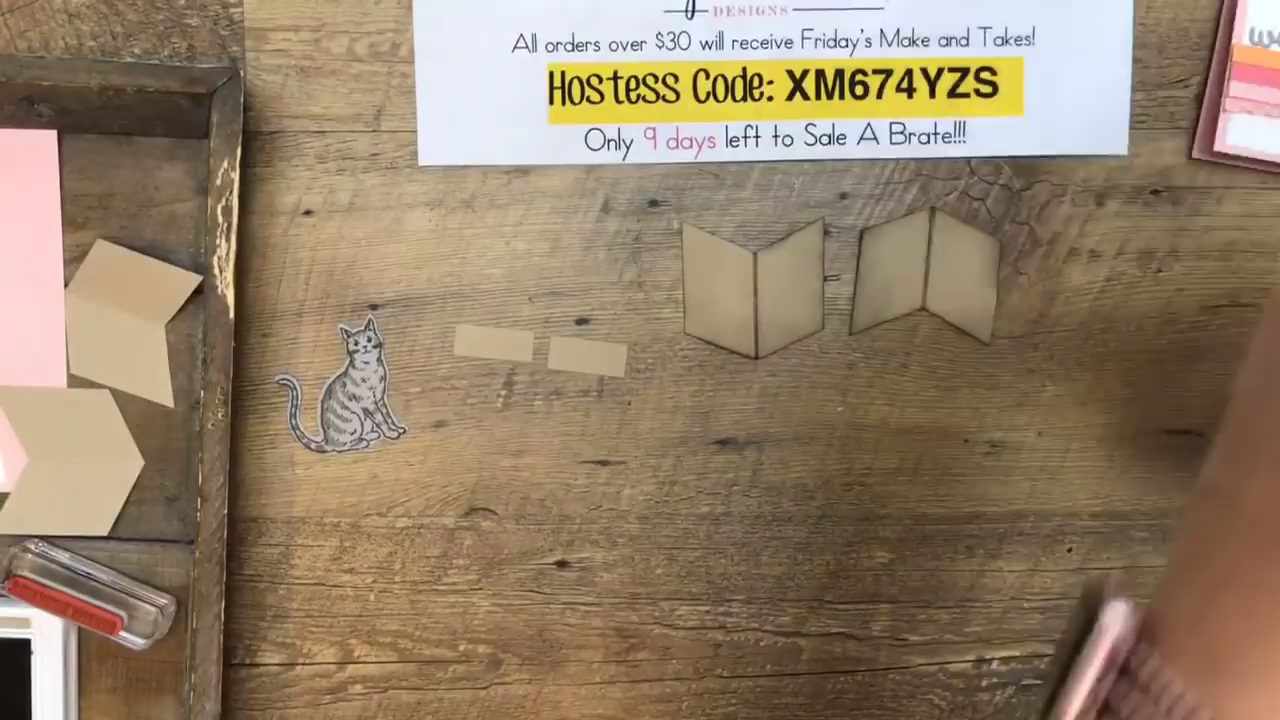 DESIGNS
All orders over $30 will receive Friday's Make and Takes!
Hostess Code: XM674YZS
Only 9 days left to Sale A Brate!!!